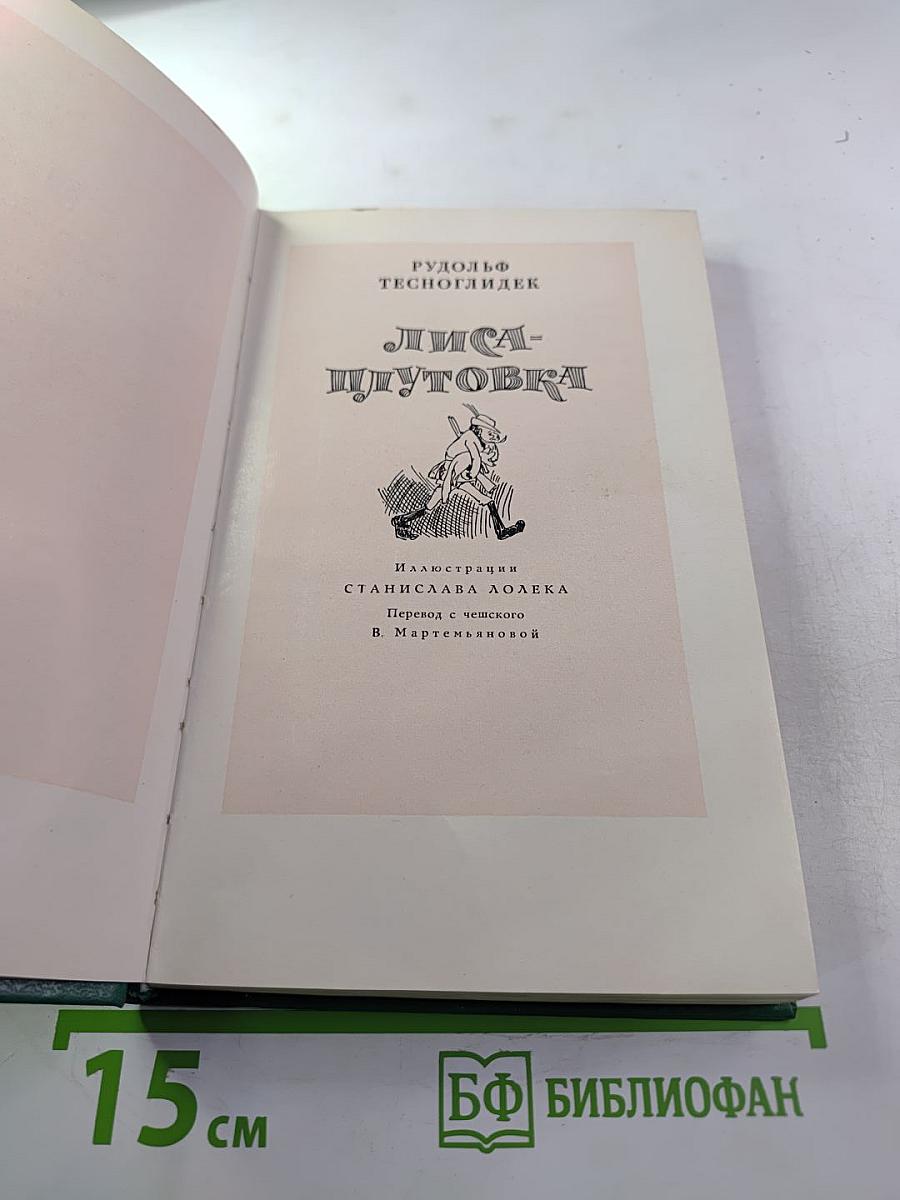 РУДОЛЬФ
ТЕСНОГЛИДЕК
ЛИСА-
ПЛУТОВКА
Иллюстрации
СТАНИСЛАВА ЛОЛЕКА
Перевод с чешского
В. Мартемьяновой
15 см
БФ БИБЛИОФАН